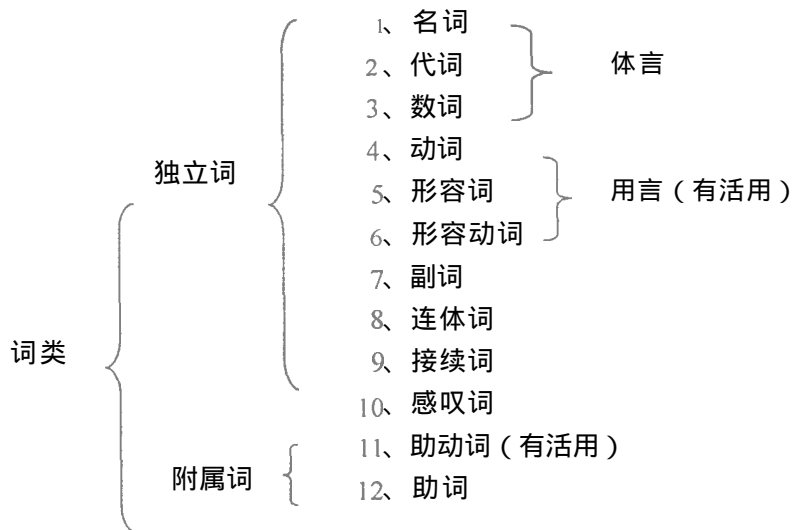 1、名词
2、代词 体言
3、数词
4、动词
独立词 5、形容词 用言（有活用）
6、形容动词
7、副词
8、连体词
词类 9、接续词
10、感叹词
11、助动词（有活用）
附属词 12、助词